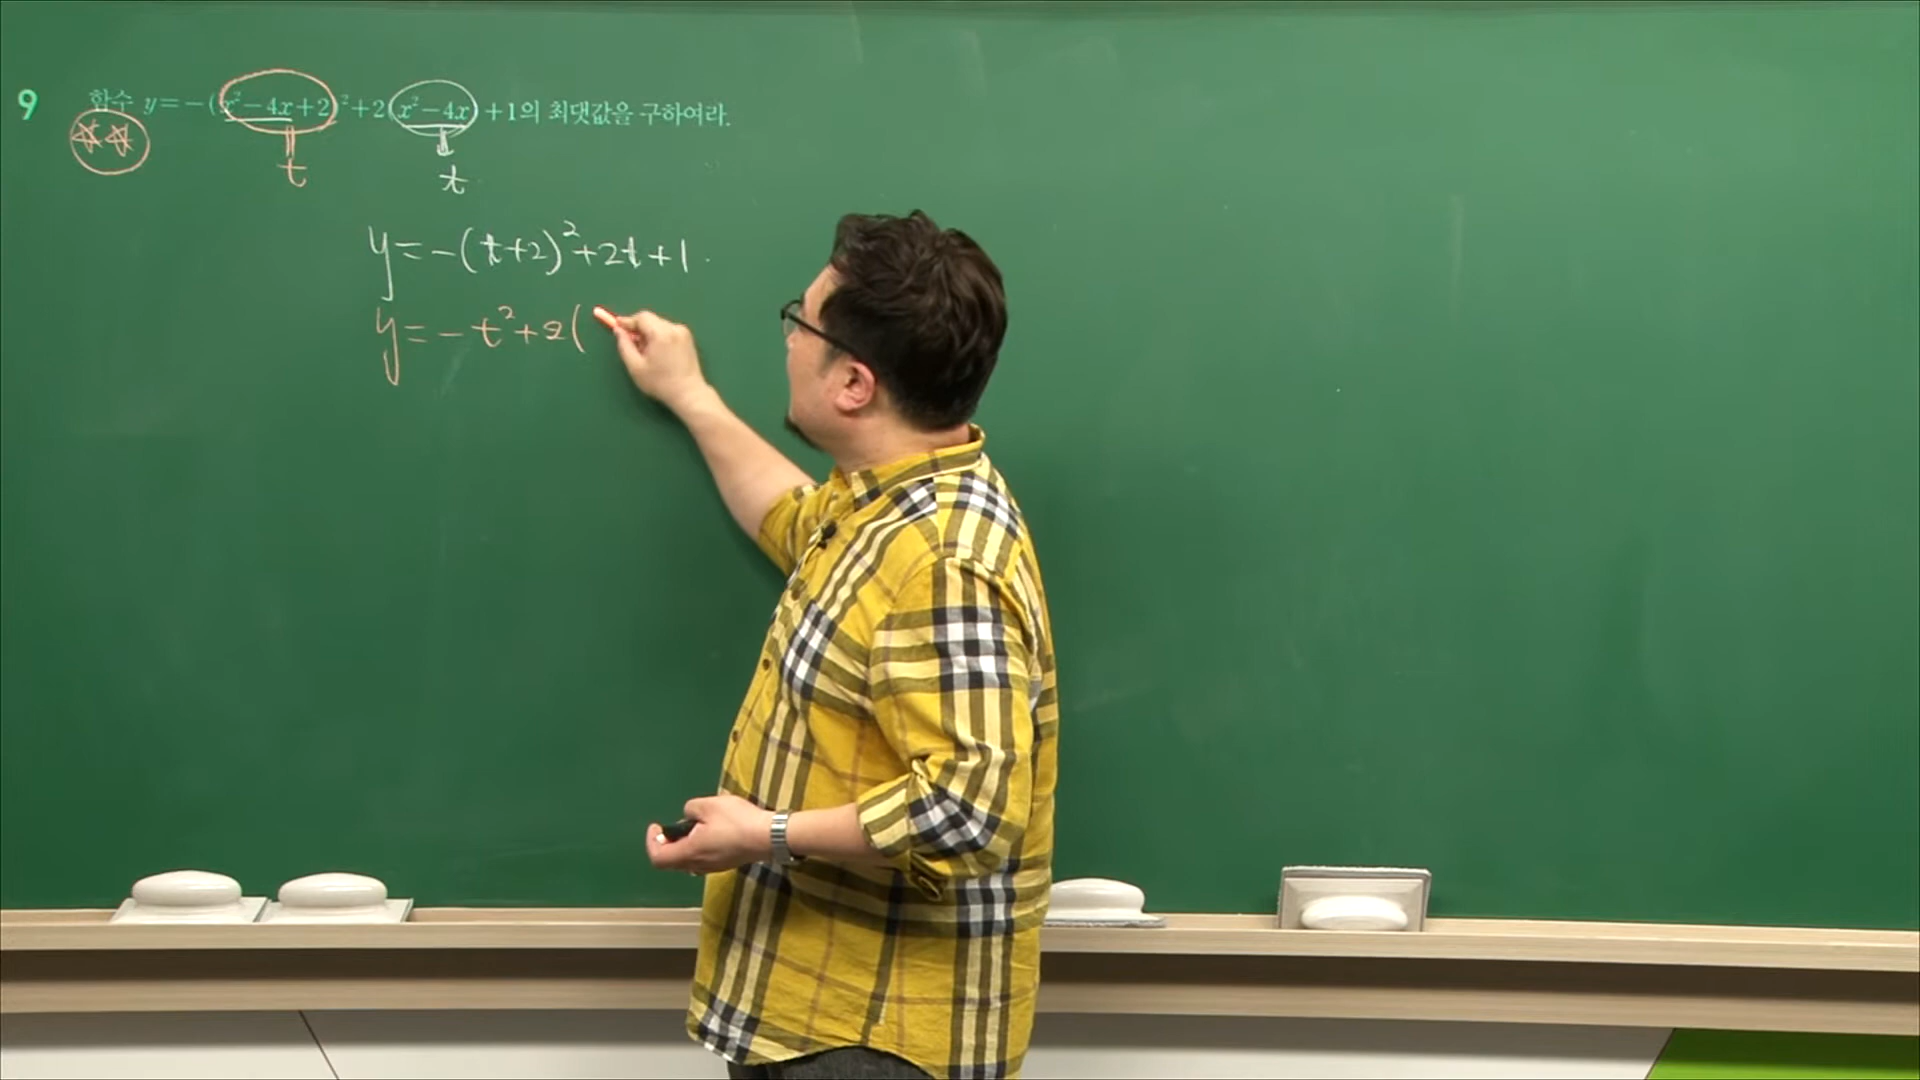 9 함수 y=-(x²-4x+2)²+2(x²-4x)+1의 최댓값을 구하여라.
t t
y=-(t+2)²+2t+1
y=-t²+2(